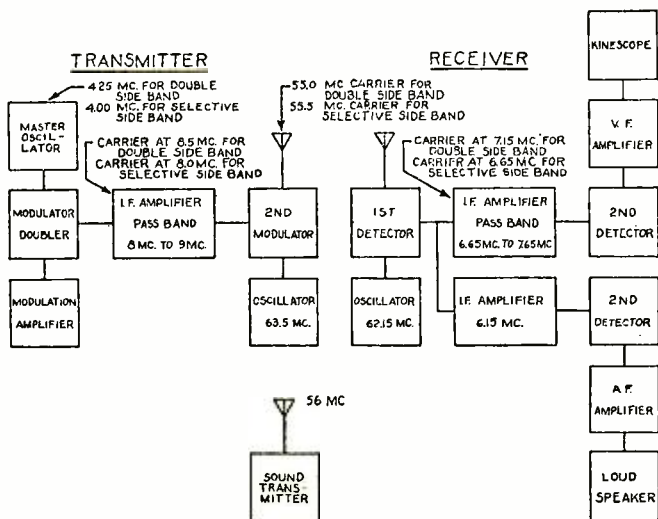 TRANSMITTER
4.25 MC. FOR DOUBLE
SIDE BAND
4.00 MC. FOR SELECTIVE
SIDE BAND
MASTER
OSCIL-
LATOR
CARRIER AT 8.5 MC. FOR
DOUBLE SIDE BAND
CARRIER AT 8.0 MC. FOR
SELECTIVE SIDE BAND
MODULATOR
DOUBLER
I.F. AMPLIFIER
PASS BAND
8 MC. TO 9 MC.
2ND
MODULATOR
MODULATION
AMPLIFIER
OSCILLATOR
63.5 MC.
55.0 MC CARRIER FOR
DOUBLE SIDE BAND
55.5 MC. CARRIER FOR
SELECTIVE SIDE BAND
RECEIVER
KINESCOPE
V. F.
AMPLIFIER
CARRIER AT 7.15 MC. FOR
DOUBLE SIDE BAND
CARRIER AT 6.65 MC FOR
SELECTIVE SIDE BAND
1ST
DETECTOR
I.F. AMPLIFIER
PASS BAND
6.65 MC. TO 7.65 MC
2ND
DETECTOR
OSCILLATOR
62.15 MC.
I.F. AMPLIFIER
6.15 MC.
2ND
DETECTOR
A.F.
AMPLIFIER
LOUD
SPEAKER
56 MC
SOUND
TRANS-
MITTER